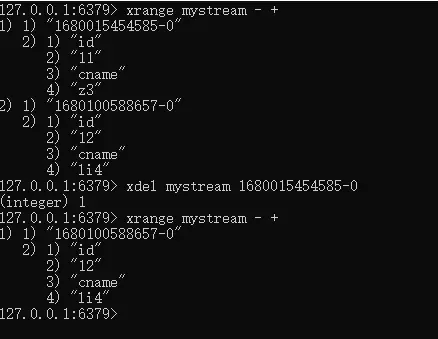 127.0.0.1:6379> xrange mystream - +
1) 1) "1680015454585-0"
   2) 1) "id"
      2) "11"
      3) "cname"
      4) "z3"
2) 1) "1680100588657-0"
   2) 1) "id"
      2) "12"
      3) "cname"
      4) "li4"
127.0.0.1:6379> xdel mystream 1680015454585-0
(integer) 1
127.0.0.1:6379> xrange mystream - +
1) 1) "1680100588657-0"
   2) 1) "id"
      2) "12"
      3) "cname"
      4) "li4"
127.0.0.1:6379>